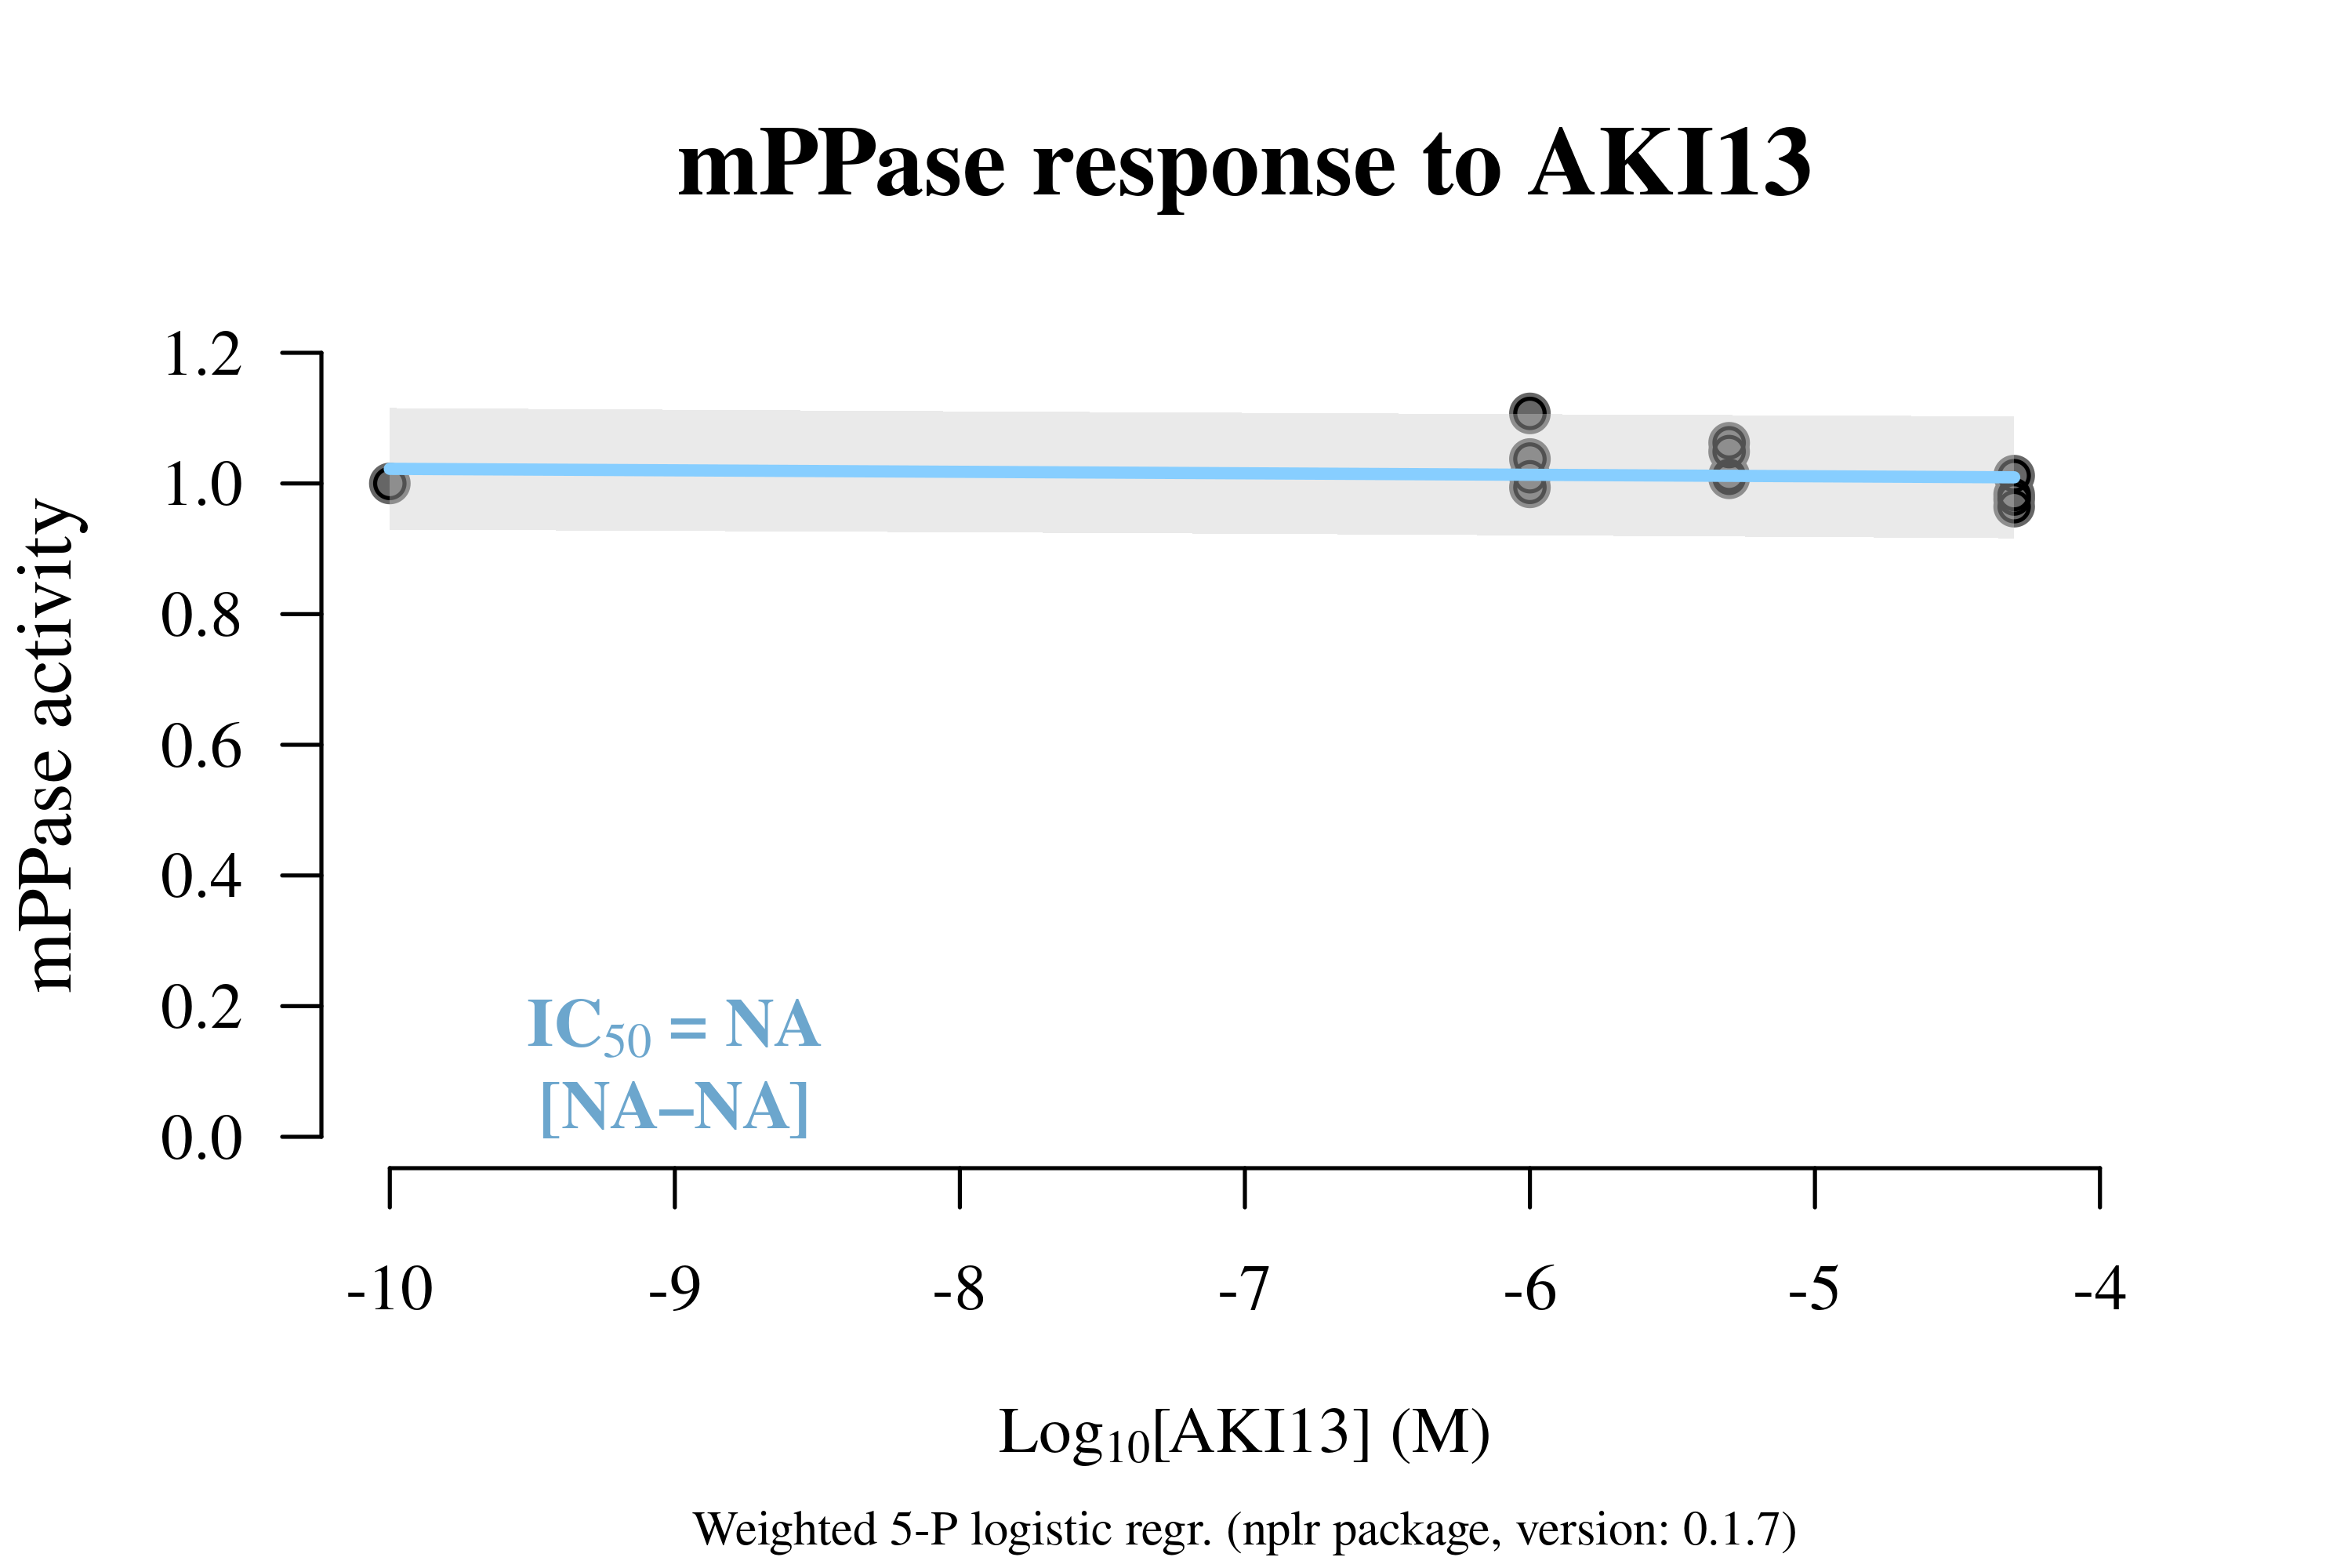 mPPase response to AKI13
mPPase activity
1.2
1.0
0.8
0.6
0.4
0.2
0.0
IC50 = NA
[NA–NA]
-10 -9 -8 -7 -6 -5 -4
Log10[AKI13] (M)
Weighted 5-P logistic regr. (nplr package, version: 0.1.7)